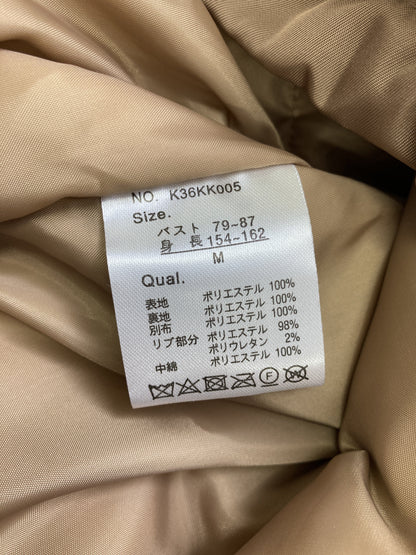 NO. K36KK005
Size.
バスト 79~87
身 長 154~162
M
Qual.
表地 ポリエステル 100%
裏地 ポリエステル 100%
別布 ポリエステル 100%
リブ部分 ポリエステル 98%
ポリウレタン 2%
中綿 ポリエステル 100%
F